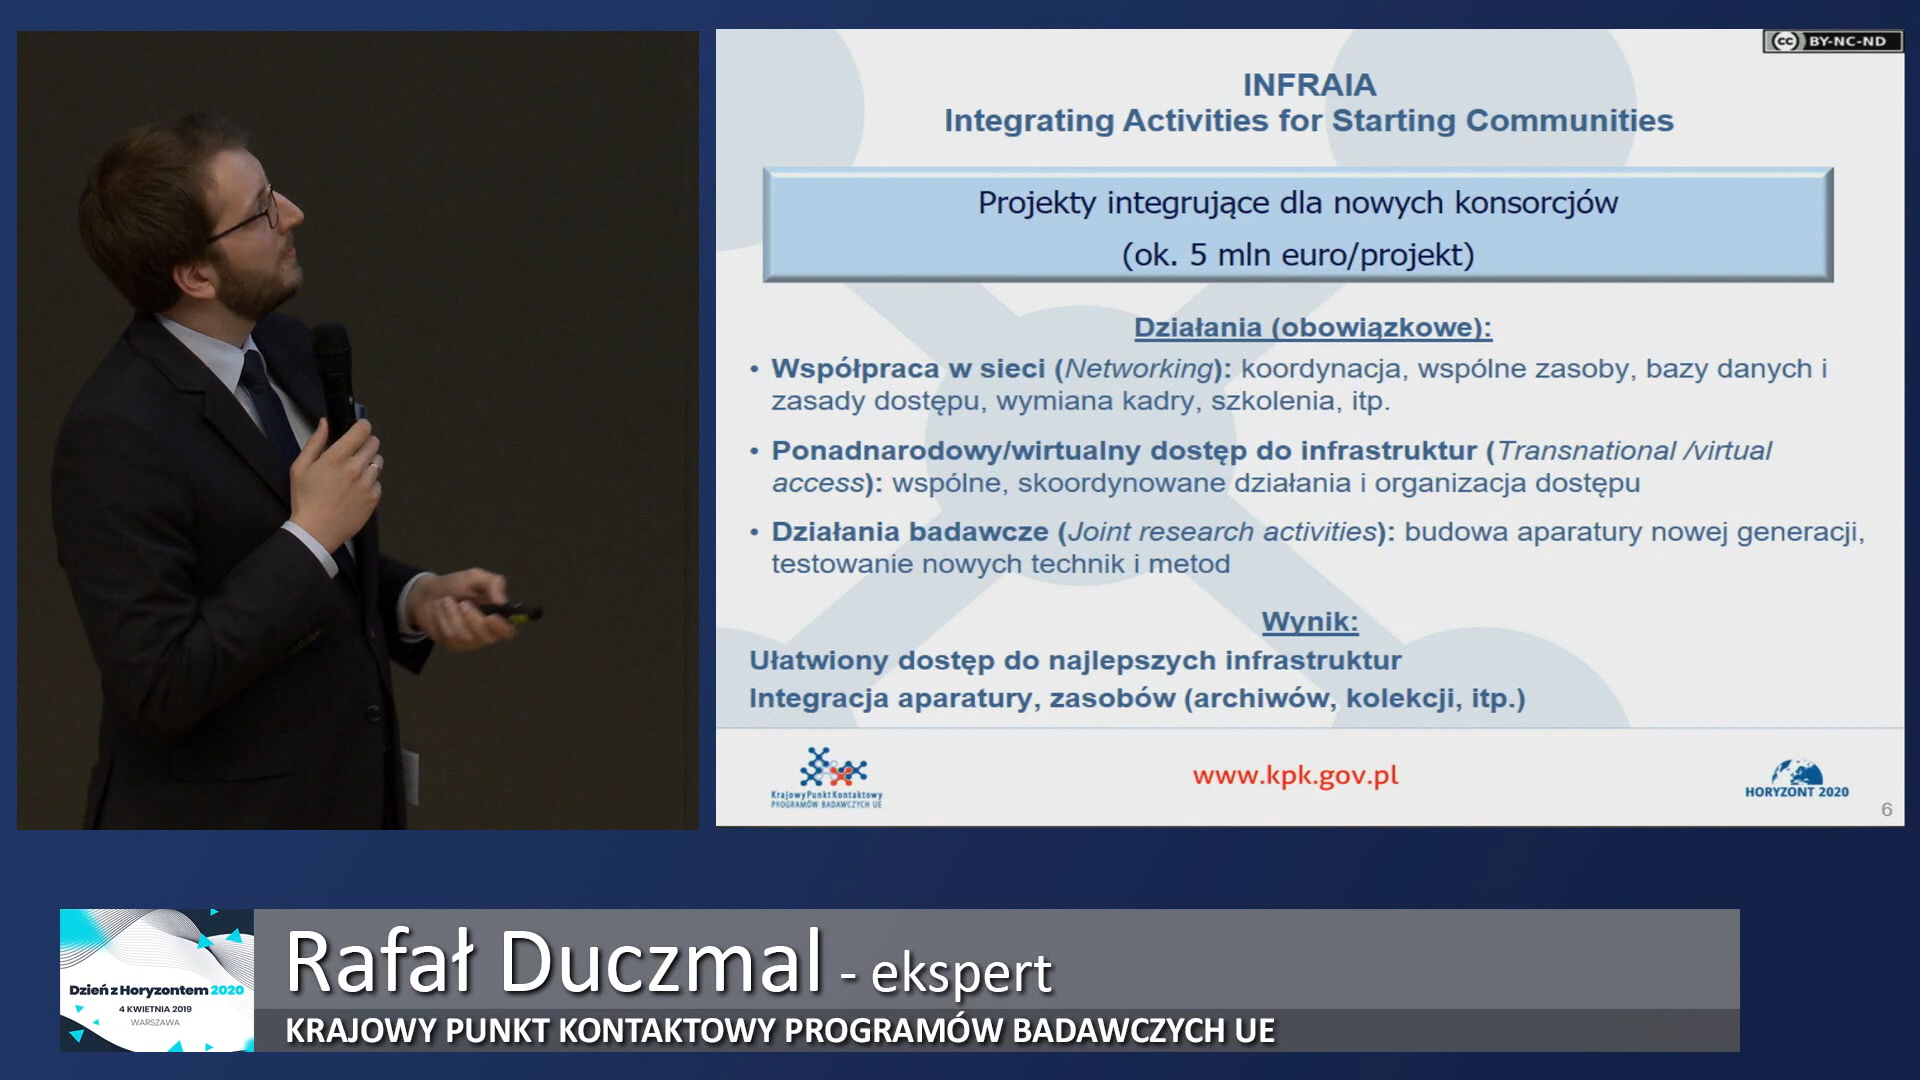 cc BY-NC-ND
INFRAIA
Integrating Activities for Starting Communities
Projekty integrujące dla nowych konsorcjów
(ok. 5 mln euro/projekt)
Działania (obowiązkowe):
• Współpraca w sieci (Networking): koordynacja, wspólne zasoby, bazy danych i
zasady dostępu, wymiana kadry, szkolenia, itp.
• Ponadnarodowy/wirtualny dostęp do infrastruktur (Transnational /virtual
access): wspólne, skoordynowane działania i organizacja dostępu
• Działania badawcze (Joint research activities): budowa aparatury nowej generacji,
testowanie nowych technik i metod
Wynik:
Ułatwiony dostęp do najlepszych infrastruktur
Integracja aparatury, zasobów (archiwów, kolekcji, itp.)
Krajowy Punkt Kontaktowy
PROGRAMÓW BADAWCZYCH UE
www.kpk.gov.pl
HORYZONT 2020
6
Dzień z Horyzontem 2020
4 KWIETNIA 2019
WARSZAWA
Rafał Duczmal - ekspert
KRAJOWY PUNKT KONTAKTOWY PROGRAMÓW BADAWCZYCH UE